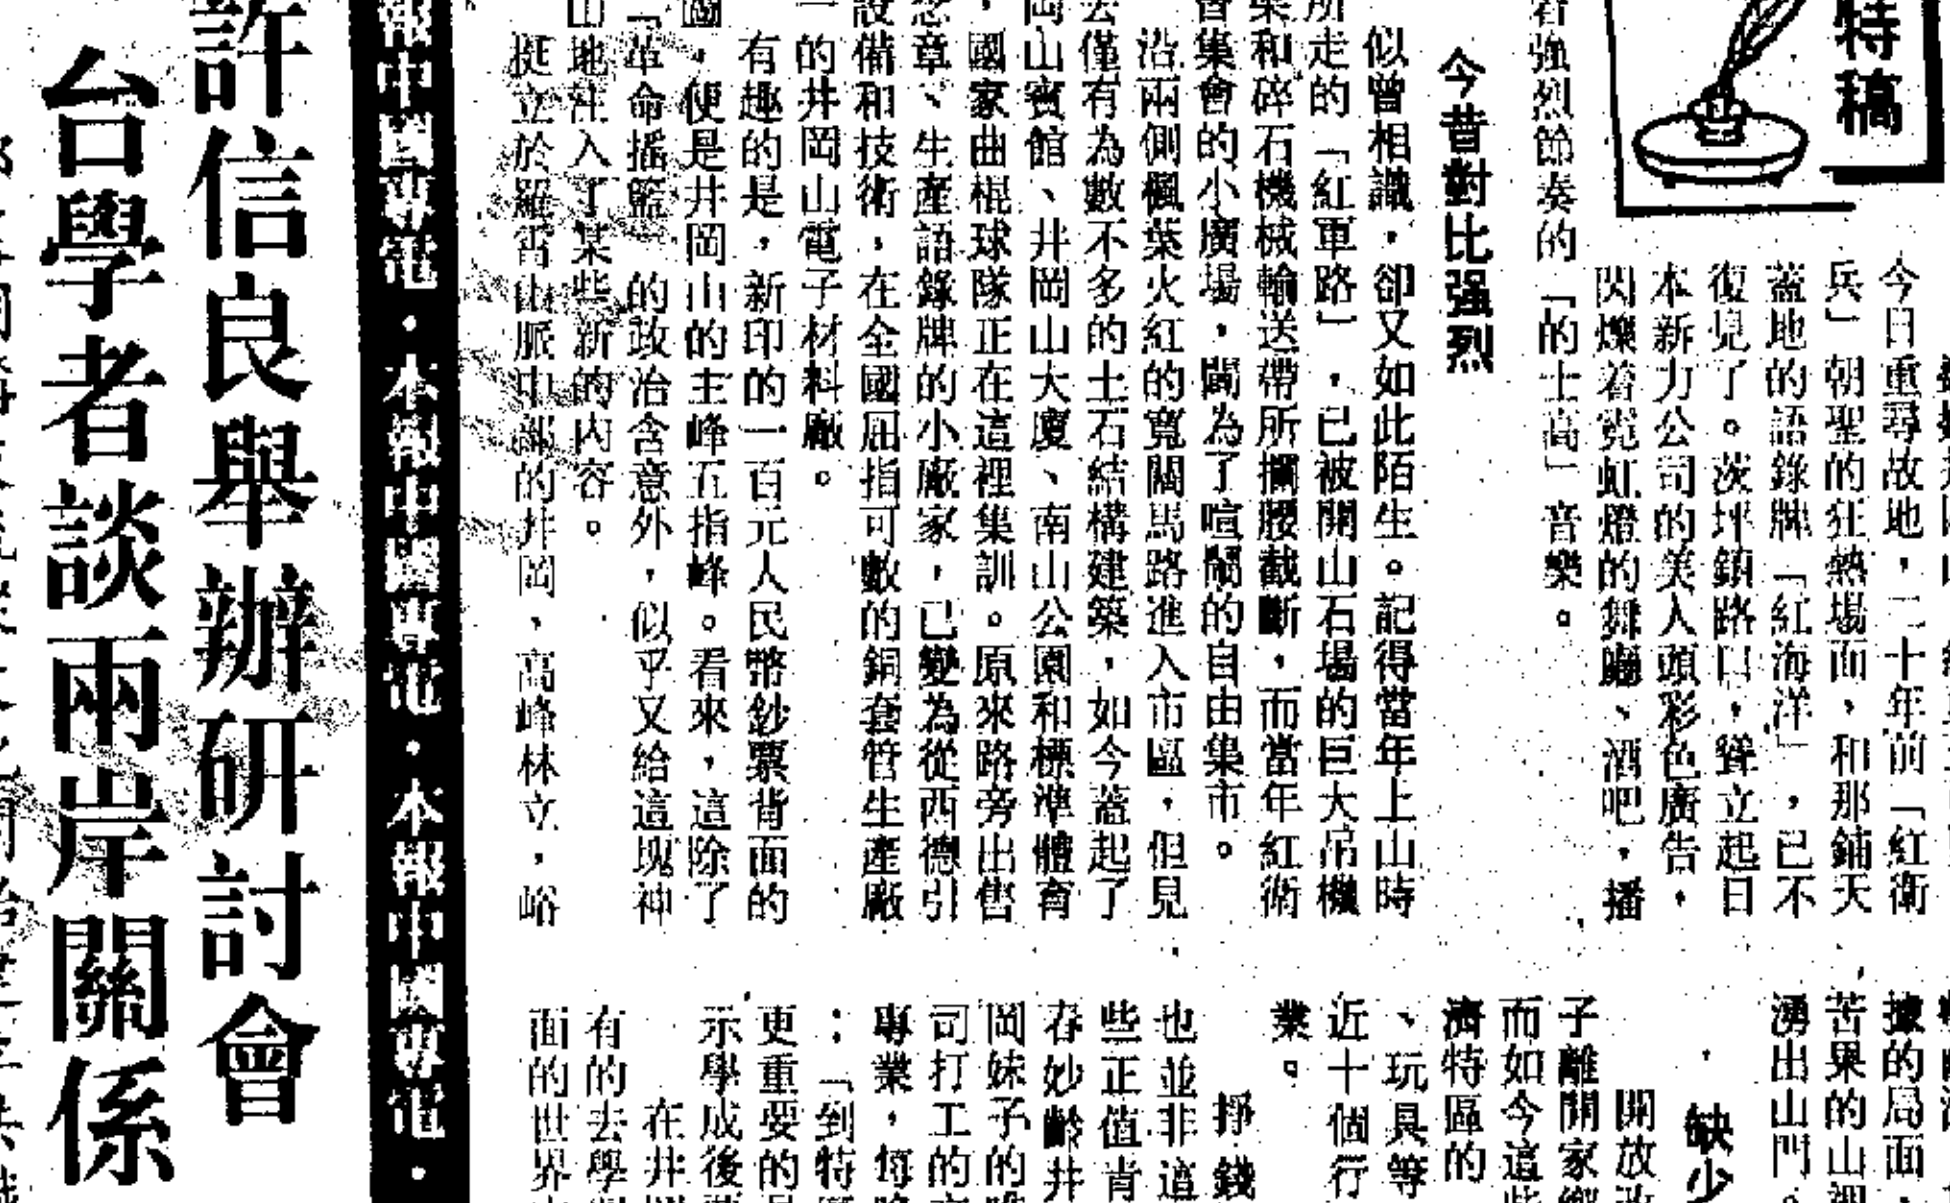 特稿
今日重尋故地，二十年前「紅衛
兵」朝聖的狂熱場面，和那鋪天
蓋地的語錄牌「紅海洋」，已不
復見了。茨坪鎮路口，聳立起日
本新力公司的美人頭彩色廣告，
閃爍着霓虹燈的舞廳、酒吧，播
着強烈節奏的「的士高」音樂。
今昔對比强烈
似曾相識，卻又如此陌生。記得當年上山時
所走的「紅軍路」，已被開山石場的巨大吊機
和碎石機械輸送帶所攔腰截斷，而當年紅衛
集會的小廣場，闢為了喧鬧的自由集市。
沿兩側楓葉火紅的寬闊馬路進入市區，但見
去僅有為數不多的土石結構建築，如今蓋起了
岡山賓館、井岡山大廈、南山公園和標準體育
，國家曲棍球隊正在這裡集訓。原來路旁出售
念章、生產語錄牌的小廠家，已變為從西德引
設備和技術，在全國屈指可數的銅套管生產廠
一的井岡山電子材料廠。
有趣的是，新印的一百元人民幣鈔票背面的
圖，便是井岡山的主峰五指峰。看來，這除了
「革命搖籃」的政治含意外，似乎又給這塊神
山地注入了某些新的內容。
挺立於羅霄山脈中部的井岡，高峰林立，峪
據的局面
苦果的山裡
湧出山門。
缺少
開放改
子離開家鄉
而如今這些
濟特區的
、玩具等
近十個行
業。
掙錢
也並非這
些正值青
春妙齡井
岡妹子的
司打工的
專業，每
：「到特
更重要的
示學成後
在井
有的去學
面的世界
報中國專電・本報中國專電・本報中國專電・
許信良舉辦研討會
台學者談兩岸關係